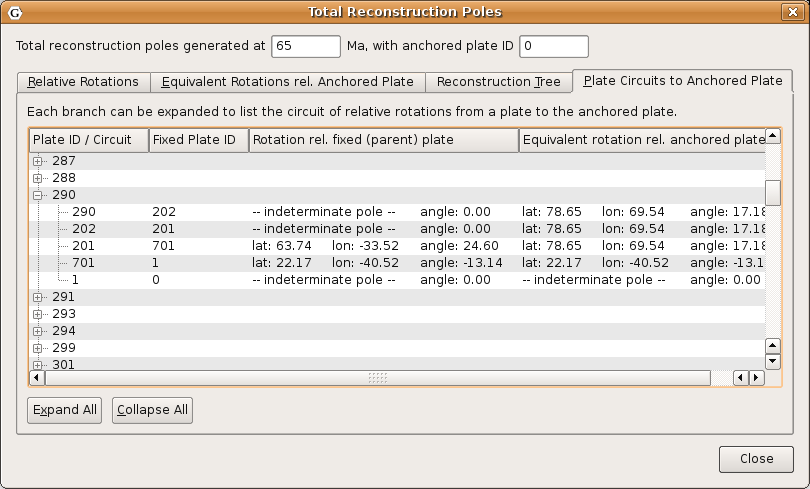 Total Reconstruction Poles
Total reconstruction poles generated at 65 Ma, with anchored plate ID 0
Relative Rotations Equivalent Rotations rel. Anchored Plate Reconstruction Tree Plate Circuits to Anchored Plate
Each branch can be expanded to list the circuit of relative rotations from a plate to the anchored plate.
Plate ID / Circuit Fixed Plate ID Rotation rel. fixed (parent) plate Equivalent rotation rel. anchored plate
287
288
290
290 202 -- indeterminate pole -- angle: 0.00 lat: 78.65 lon: 69.54 angle: 17.18
202 201 -- indeterminate pole -- angle: 0.00 lat: 78.65 lon: 69.54 angle: 17.18
201 701 lat: 63.74 lon: -33.52 angle: 24.60 lat: 78.65 lon: 69.54 angle: 17.18
701 1 lat: 22.17 lon: -40.52 angle: -13.14 lat: 22.17 lon: -40.52 angle: -13.1
1 0 -- indeterminate pole -- angle: 0.00 -- indeterminate pole -- angle: 0.00
291
293
294
299
301
Expand All Collapse All
Close